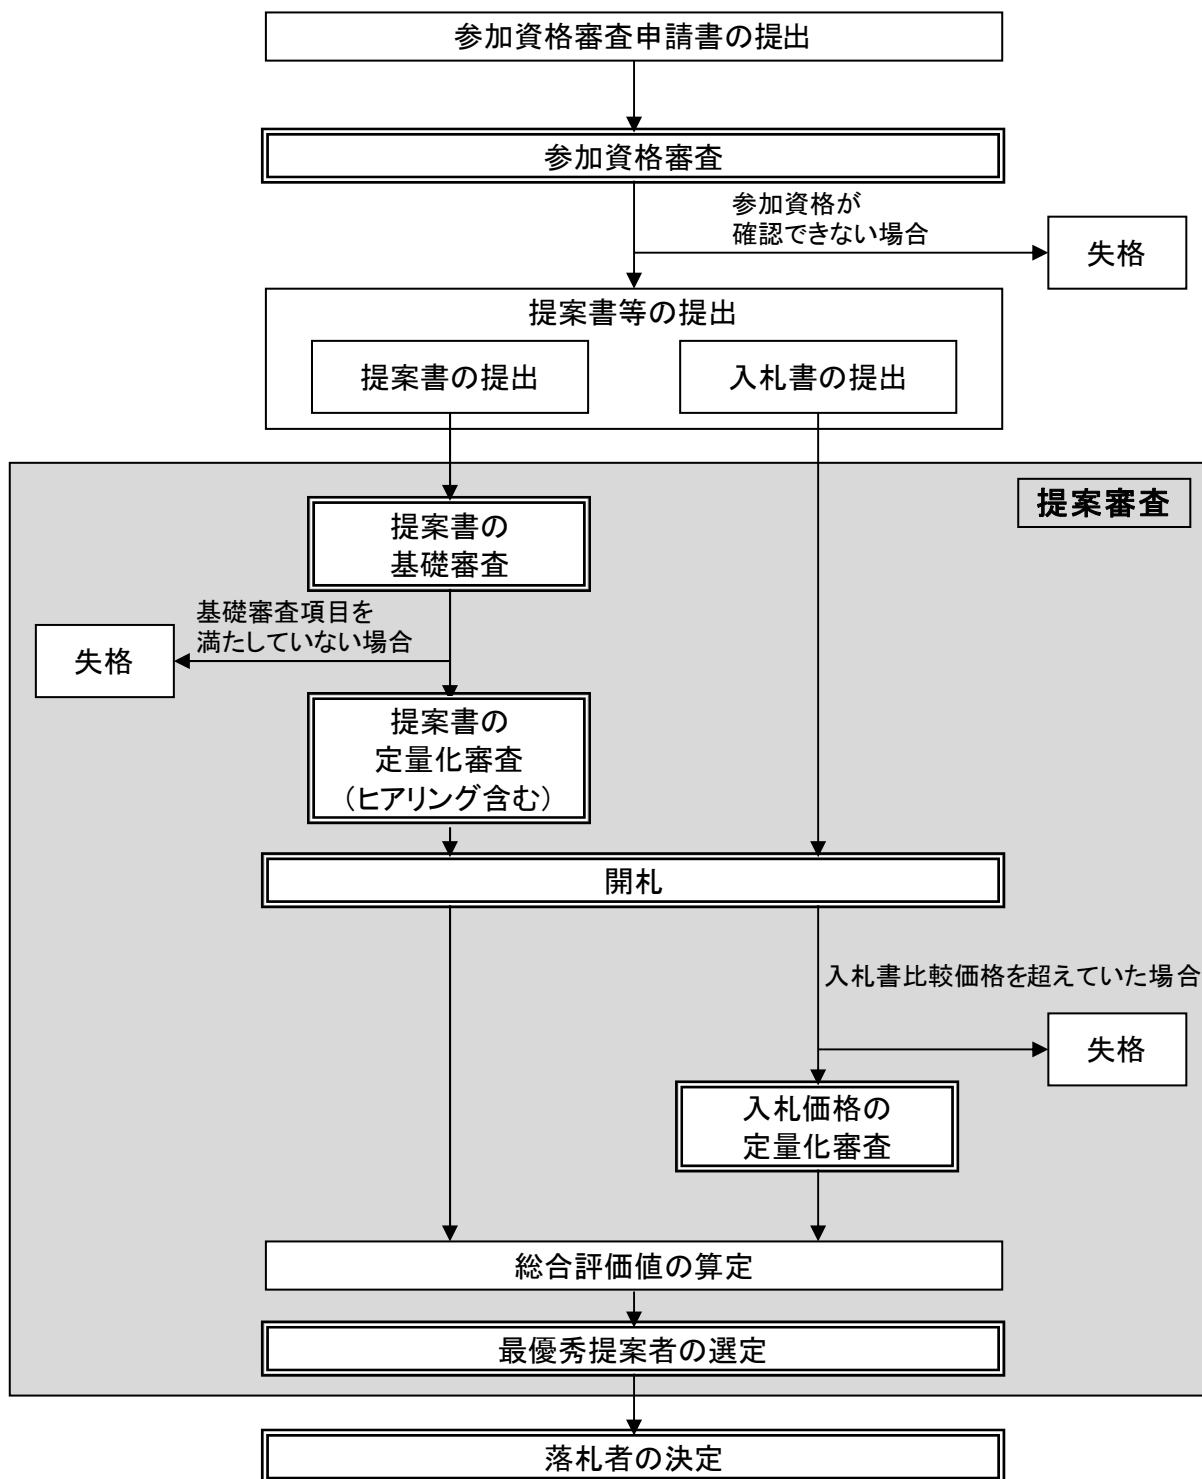 参加資格審査申請書の提出
参加資格審査
参加資格が
確認できない場合
失格
提案書等の提出
提案書の提出
入札書の提出
提案審査
提案書の
基礎審査
基礎審査項目を
満たしていない場合
失格
提案書の
定量化審査
（ヒアリング含む）
開札
入札書比較価格を超えていた場合
失格
入札価格の
定量化審査
総合評価値の算定
最優秀提案者の選定
落札者の決定